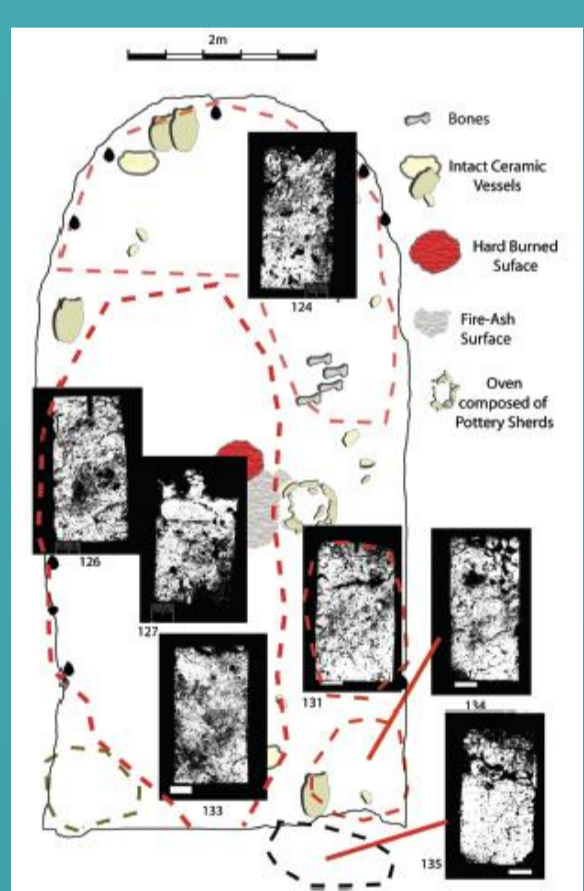 2m
Bones
Intact Ceramic
Vessels
Hard Burned
Suface
124
Fire-Ash
Surface
Oven
composed of
Pottery Sherds
126
127
131
134
133
135